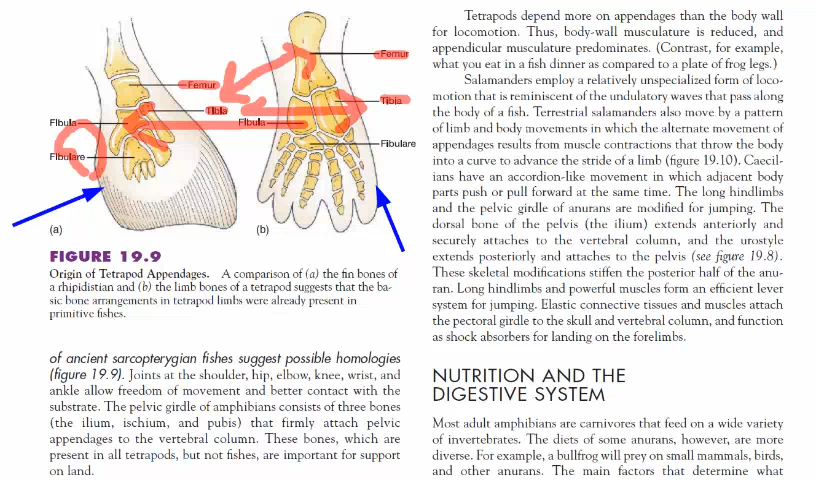 Femur
Tibia
Fibula
Fibulare
(a)
Femur
Tibia
Fibula
Fibulare
(b)
FIGURE 19.9
Origin of Tetrapod Appendages. A comparison of (a) the fin bones of
a rhipidistian and (b) the limb bones of a tetrapod suggests that the ba-
sic bone arrangements in tetrapod limbs were already present in
primitive fishes.
of ancient sarcopterygian fishes suggest possible homologies
(figure 19.9). Joints at the shoulder, hip, elbow, knee, wrist, and
ankle allow freedom of movement and better contact with the
substrate. The pelvic girdle of amphibians consists of three bones
(the ilium, ischium, and pubis) that firmly attach pelvic
appendages to the vertebral column. These bones, which are
present in all tetrapods, but not fishes, are important for support
on land.
Tetrapods depend more on appendages than the body wall
for locomotion. Thus, body-wall musculature is reduced, and
appendicular musculature predominates. (Contrast, for example,
what you eat in a fish dinner as compared to a plate of frog legs.)
Salamanders employ a relatively unspecialized form of loco-
motion that is reminiscent of the undulatory waves that pass along
the body of a fish. Terrestrial salamanders also move by a pattern
of limb and body movements in which the alternate movement of
appendages results from muscle contractions that throw the body
into a curve to advance the stride of a limb (figure 19.10). Caecil-
ians have an accordion-like movement in which adjacent body
parts push or pull forward at the same time. The long hindlimbs
and the pelvic girdle of anurans are modified for jumping. The
dorsal bone of the pelvis (the ilium) extends anteriorly and
securely attaches to the vertebral column, and the urostyle
extends posteriorly and attaches to the pelvis (see figure 19.8).
These skeletal modifications stiffen the posterior half of the anu-
ran. Long hindlimbs and powerful muscles form an efficient lever
system for jumping. Elastic connective tissues and muscles attach
the pectoral girdle to the skull and vertebral column, and function
as shock absorbers for landing on the forelimbs.
NUTRITION AND THE
DIGESTIVE SYSTEM
Most adult amphibians are carnivores that feed on a wide variety
of invertebrates. The diets of some anurans, however, are more
diverse. For example, a bullfrog will prey on small mammals, birds,
and other anurans. The main factors that determine what